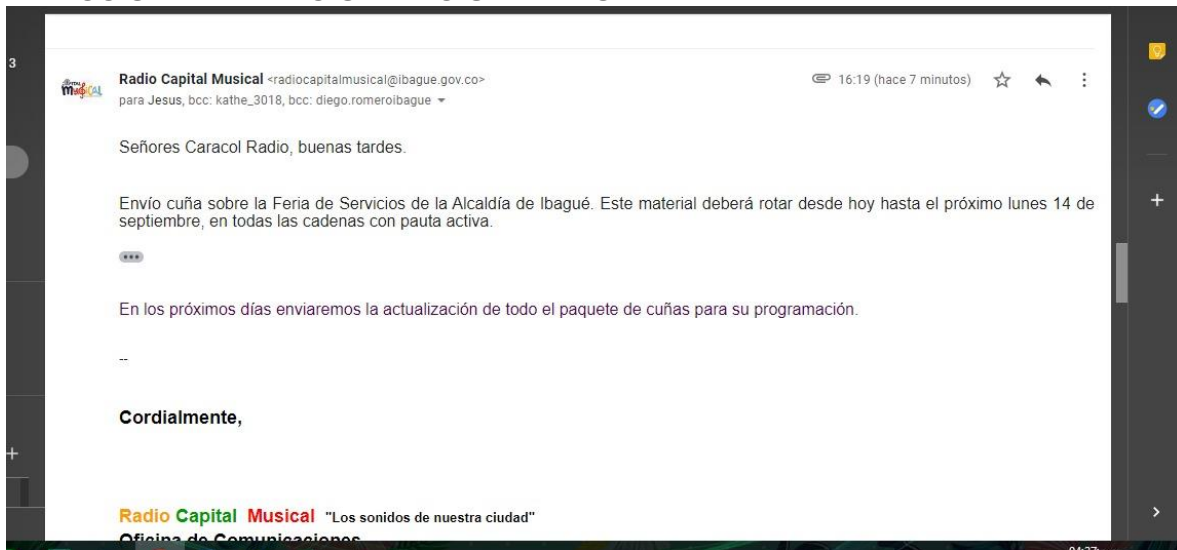 3
Radio Capital Musical <radiocapitalmusical@ibague.gov.co>
16:19 (hace 7 minutos)
para Jesus, bcc: kathe_3018, bcc: diego.romeroibague
Señores Caracol Radio, buenas tardes.
Envío cuña sobre la Feria de Servicios de la Alcaldía de Ibagué. Este material deberá rotar desde hoy hasta el próximo lunes 14 de
septiembre, en todas las cadenas con pauta activa.
En los próximos días enviaremos la actualización de todo el paquete de cuñas para su programación.
--
Cordialmente,
Radio Capital Musical "Los sonidos de nuestra ciudad"
Oficina de Comunicaciones